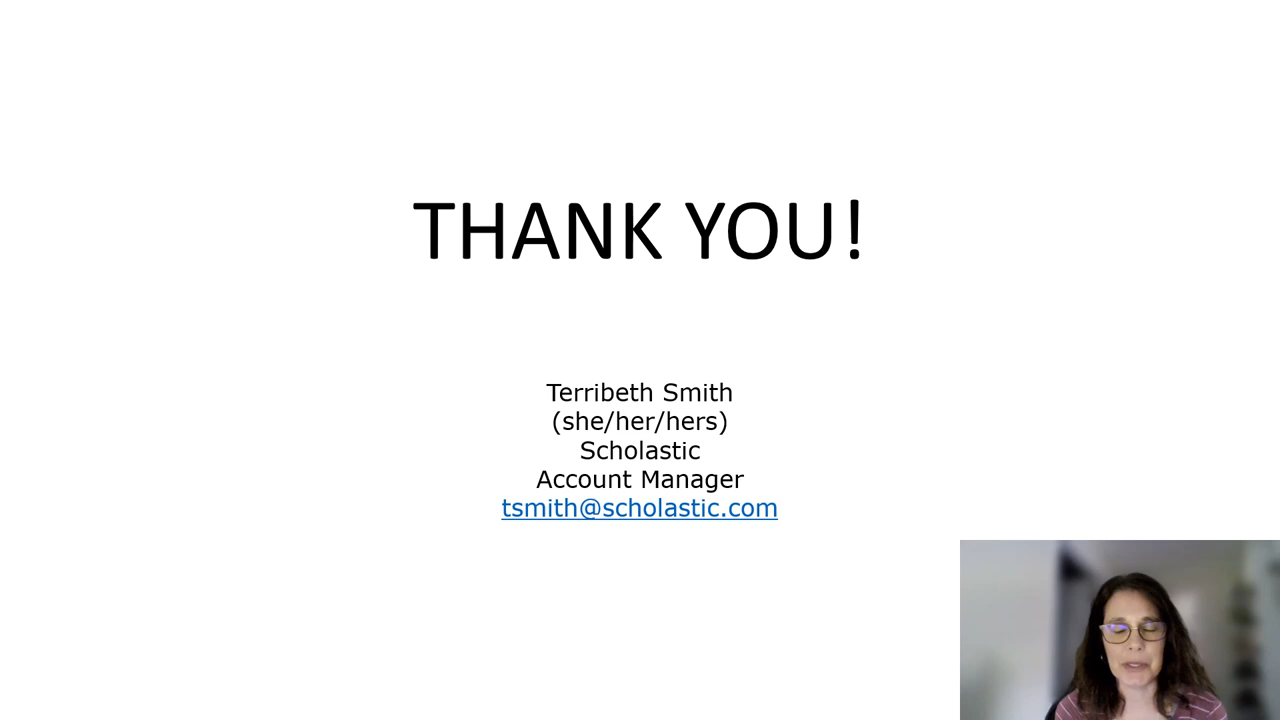 THANK YOU!
Terribeth Smith
(she/her/hers)
Scholastic
Account Manager
tsmith@scholastic.com